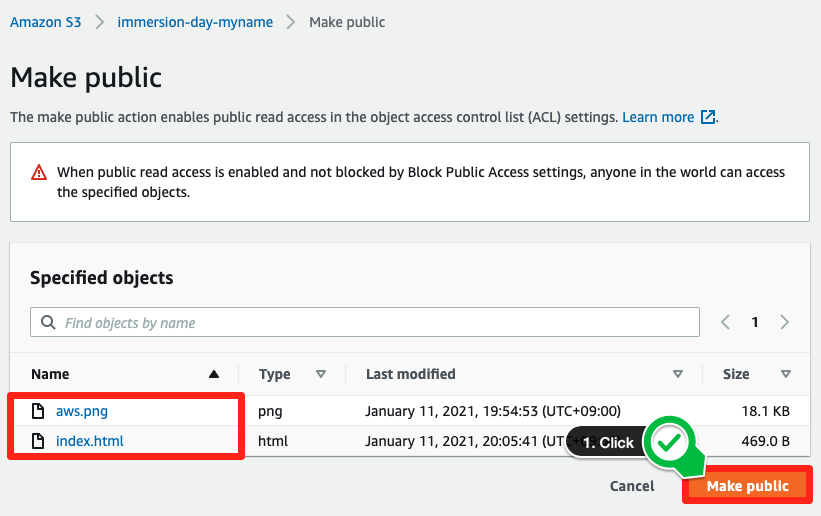 Amazon S3 > immersion-day-myname > Make public
Make public
The make public action enables public read access in the object access control list (ACL) settings. Learn more.
When public read access is enabled and not blocked by Block Public Access settings, anyone in the world can access
the specified objects.
Specified objects
Find objects by name
1
Name Type Last modified Size
aws.png png January 11, 2021, 19:54:53 (UTC+09:00) 18.1 KB
index.html html January 11, 2021, 20:05:41 (UTC 469.0 B
1. Click
Cancel Make public